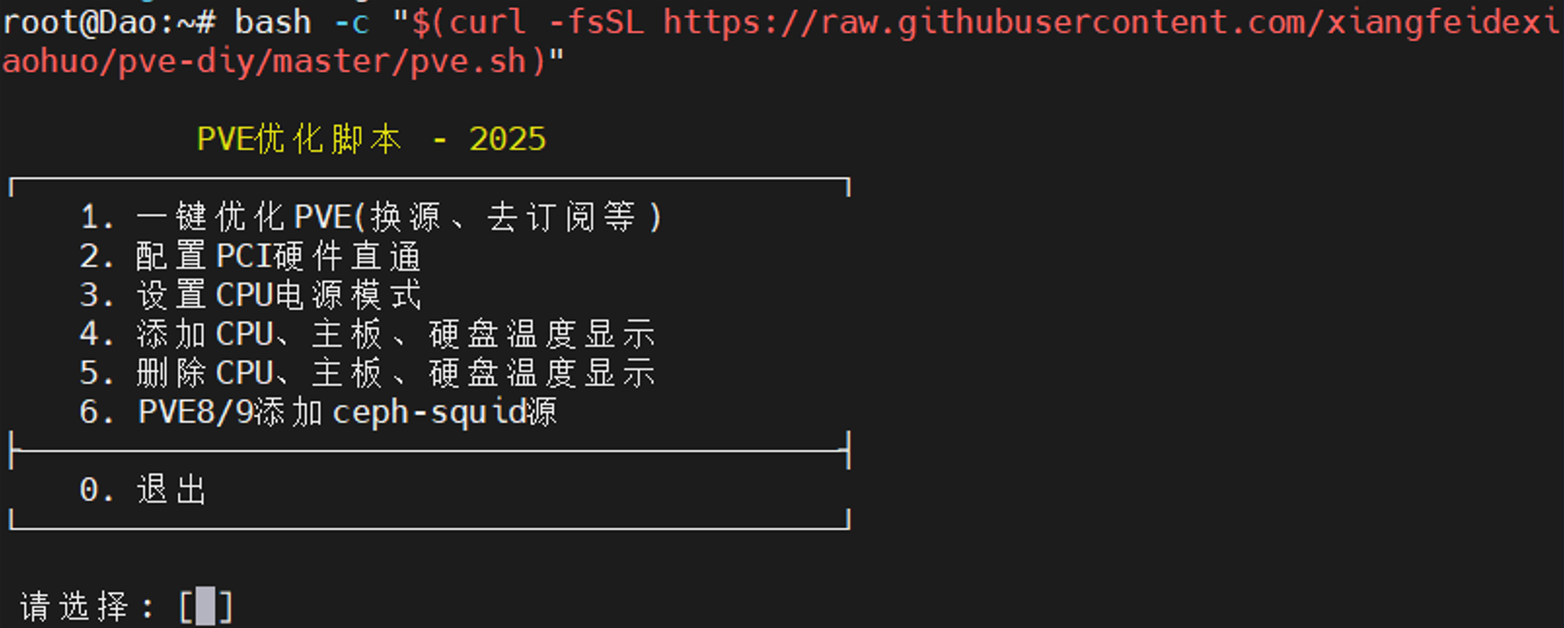 root@Dao:~# bash -c "$(curl -fsSL https://raw.githubusercontent.com/xiangfeidexi
aohuo/pve-diy/master/pve.sh)"
PVE优化脚本 - 2025
1. 一键优化PVE(换源、去订阅等)
2. 配置PCI硬件直通
3. 设置CPU电源模式
4. 添加CPU、主板、硬盘温度显示
5. 删除CPU、主板、硬盘温度显示
6. PVE8/9添加ceph-squid源
0. 退出
请选择: [ ]